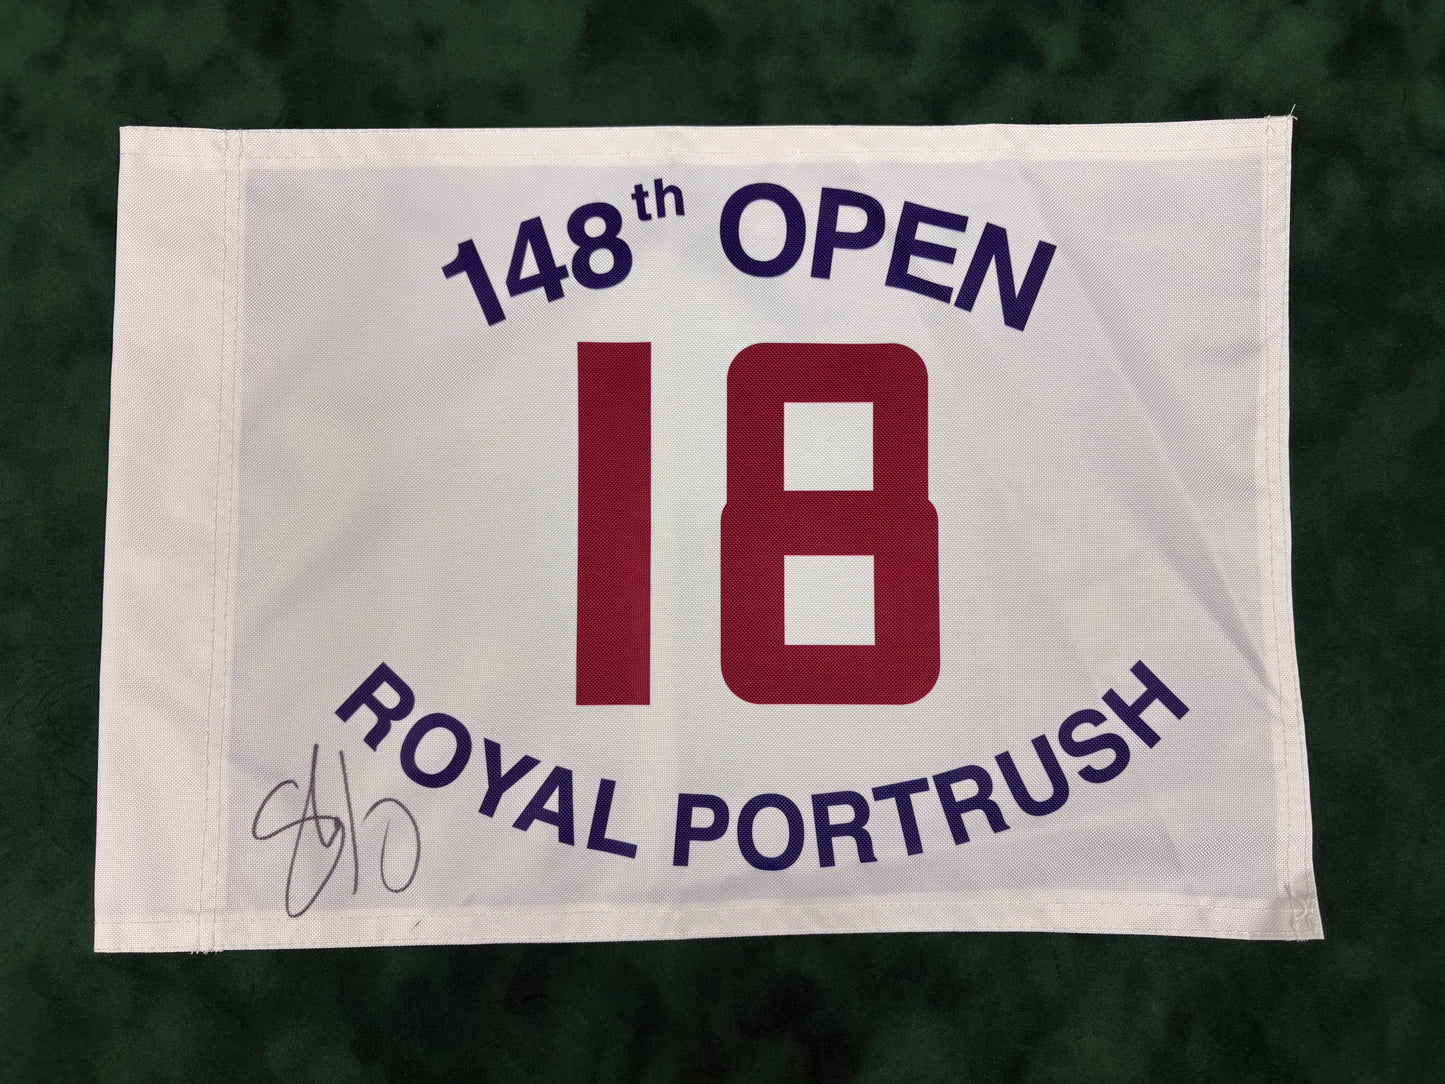 148th OPEN
18
ROYAL PORTRUSH